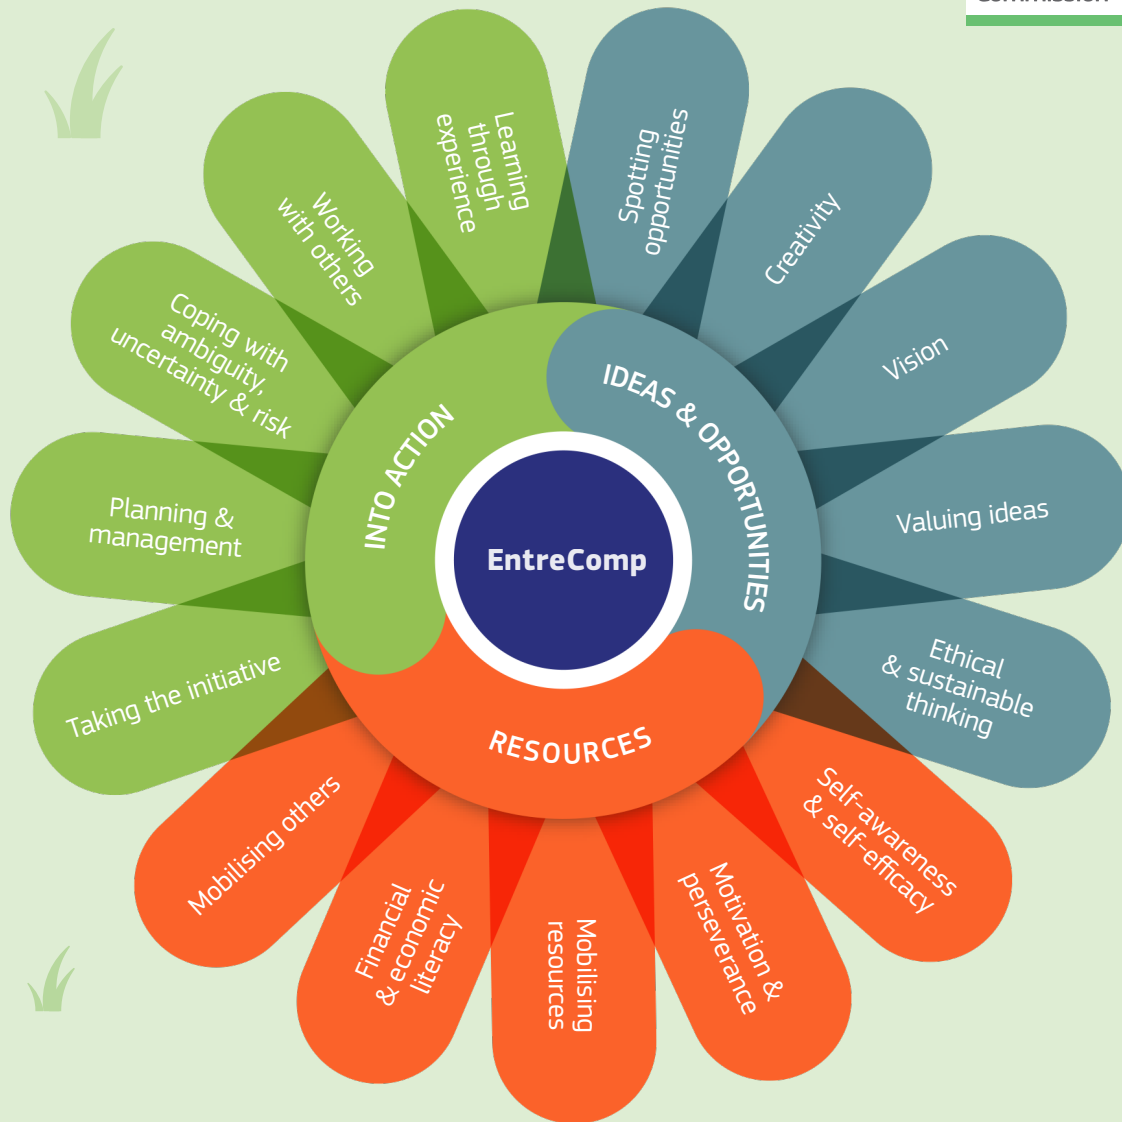 Commission
EntreComp
IDEAS & OPPORTUNITIES
Spotting
opportunities
Creativity
Vision
Valuing ideas
Ethical
& sustainable
thinking
RESOURCES
Self-awareness
& self-efficacy
Motivation &
perseverance
Mobilising
resources
Financial
& economic
literacy
Mobilising others
INTO ACTION
Taking the initiative
Planning &
management
Coping with
ambiguity,
uncertainty & risk
Working
with others
Learning
through
experience